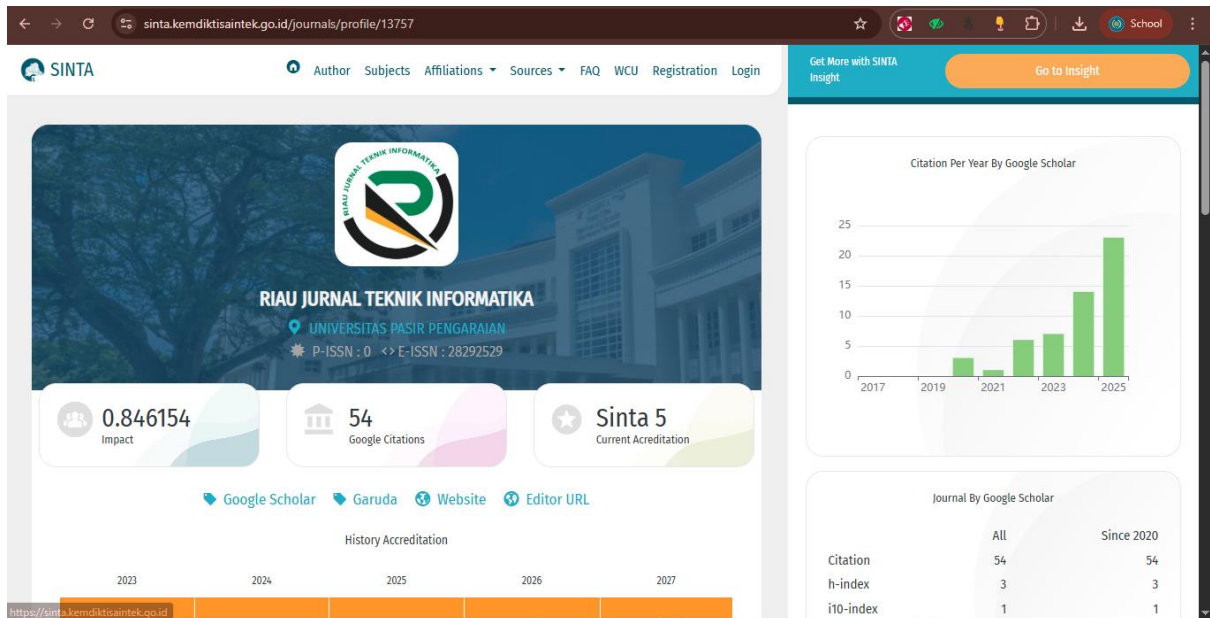 sinta.kemdiktisaintek.go.id/journals/profile/13757
School
SINTA
Author Subjects Affiliations Sources FAQ WCU Registration Login
Get More with SINTA
Insight
Go to Insight
RIAU JURNAL TEKNIK INFORMATIKA
RIAU JURNAL TEKNIK INFORMATIKA
UNIVERSITAS PASIR PENGARAIAN
P-ISSN : 0 <> E-ISSN : 28292529
0.846154
Impact
54
Google Citations
Sinta 5
Current Acreditation
Google Scholar Garuda Website Editor URL
History Accreditation
2023 2024 2025 2026 2027
https://sinta.kemdiktisaintek.go.id
Citation Per Year By Google Scholar
25
20
15
10
5
0
2017 2019 2021 2023 2025
Journal By Google Scholar
All Since 2020
Citation 54 54
h-index 3 3
i10-index 1 1